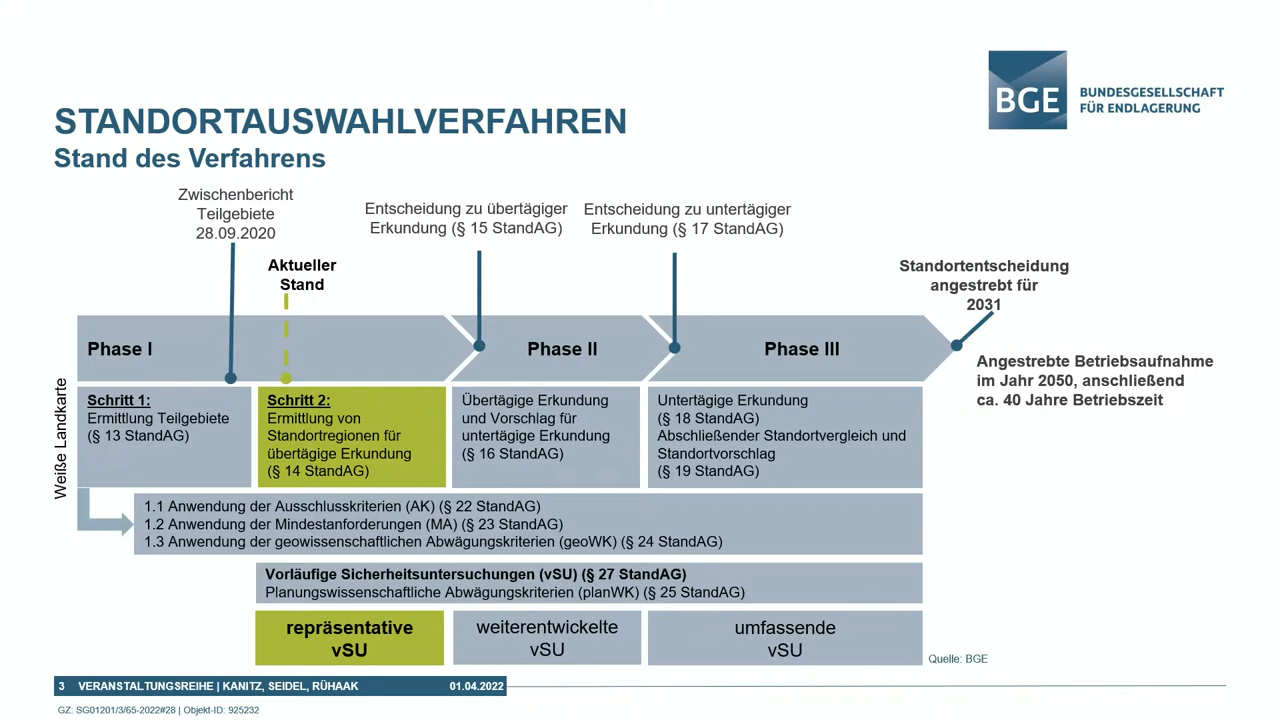 BGE
BUNDESGESELLSCHAFT
FÜR ENDLAGERUNG
STANDORTAUSWAHLVERFAHREN
Stand des Verfahrens
Zwischenbericht
Teilgebiete
28.09.2020
Entscheidung zu übertägiger
Erkundung (§ 15 StandAG)
Entscheidung zu untertägiger
Erkundung (§ 17 StandAG)
Aktueller
Stand
Standortentscheidung
angestrebt für
2031
Phase I
Phase II
Phase III
Angestrebte Betriebsaufnahme
im Jahr 2050, anschließend
ca. 40 Jahre Betriebszeit
Weiße Landkarte
Schritt 1:
Ermittlung Teilgebiete
(§ 13 StandAG)
Schritt 2:
Ermittlung von
Standortregionen für
übertägige Erkundung
(§ 14 StandAG)
Übertägige Erkundung
und Vorschlag für
untertägige Erkundung
(§ 16 StandAG)
Untertägige Erkundung
(§ 18 StandAG)
Abschließender Standortvergleich und
Standortvorschlag
(§ 19 StandAG)
1.1 Anwendung der Ausschlusskriterien (AK) (§ 22 StandAG)
1.2 Anwendung der Mindestanforderungen (MA) (§ 23 StandAG)
1.3 Anwendung der geowissenschaftlichen Abwägungskriterien (geoWK) (§ 24 StandAG)
Vorläufige Sicherheitsuntersuchungen (vSU) (§ 27 StandAG)
Planungswissenschaftliche Abwägungskriterien (planWK) (§ 25 StandAG)
repräsentative
vSU
weiterentwickelte
vSU
umfassende
vSU
Quelle: BGE
3 VERANSTALTUNGSREIHE | KANITZ, SEIDEL, RÜHAAK 01.04.2022
GZ: SG01201/3/65-2022#28 | Objekt-ID: 925232